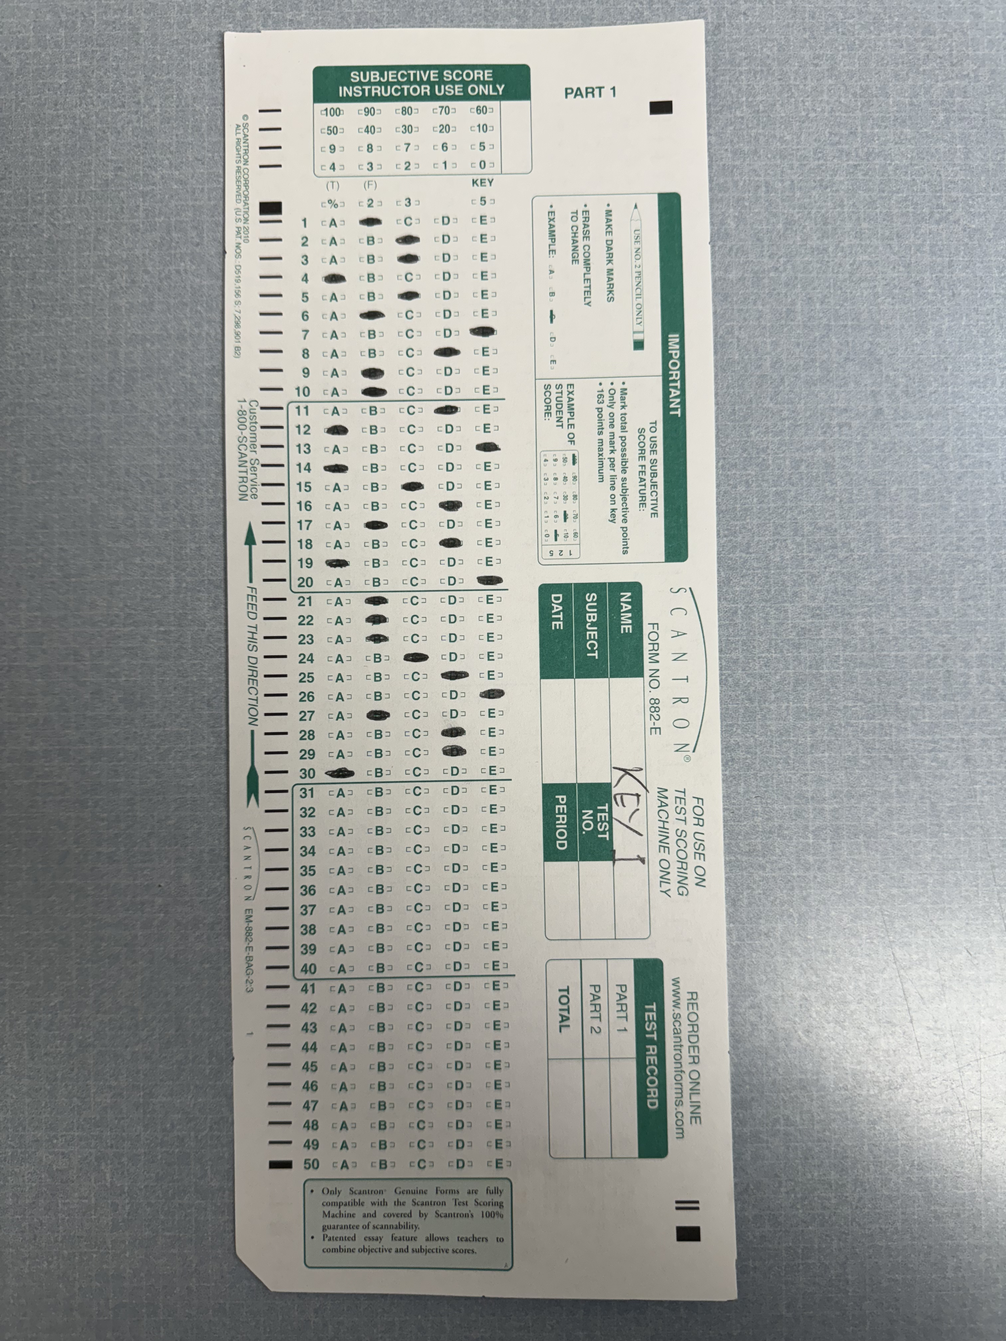 SUBJECTIVE SCORE
INSTRUCTOR USE ONLY
100 90 80 70 60
50 40 30 20 10
9 8 7 6 5
4 3 2 1 0
(T) (F) KEY
% 2 3 5
1 A C D E
2 A B D E
3 A B D E
4 B C D E
5 A B D E
6 A C D E
7 A B C D
8 A B C E
9 A C D E
10 A C D E
11 A B C E
12 B C D E
13 A B C D
14 B C D E
15 A B D E
16 A B C E
17 A C D E
18 A B C E
19 B C D E
20 A B C D
21 A C D E
22 A C D E
23 A C D E
24 A B D E
25 A B C E
26 A B C D
27 A C D E
28 A B C E
29 A B C E
30 B C D E
31 A B C D E
32 A B C D E
33 A B C D E
34 A B C D E
35 A B C D E
36 A B C D E
37 A B C D E
38 A B C D E
39 A B C D E
40 A B C D E
41 A B C D E
42 A B C D E
43 A B C D E
44 A B C D E
45 A B C D E
46 A B C D E
47 A B C D E
48 A B C D E
49 A B C D E
50 A B C D E
• Only Scantron Genuine Forms are fully
compatible with the Scantron Test Scoring
Machine and covered by Scantron's 100%
guarantee of scannability.
• Patented essay feature allows teachers to
combine objective and subjective scores.
PART 1
IMPORTANT
USE NO. 2 PENCIL ONLY
• MAKE DARK MARKS
• ERASE COMPLETELY
TO CHANGE
• EXAMPLE: A B D E
TO USE SUBJECTIVE
SCORE FEATURE:
• Mark total possible subjective points
• Only one mark per line on key
• 163 points maximum
EXAMPLE OF
STUDENT
SCORE:
SCANTRON®
FORM NO. 882-E
FOR USE ON
TEST SCORING
MACHINE ONLY
NAME
KEY 1
SUBJECT
TEST
NO.
DATE
PERIOD
REORDER ONLINE
www.scantronforms.com
TEST RECORD
PART 1
PART 2
TOTAL
© SCANTRON CORPORATION 2010
ALL RIGHTS RESERVED.
Customer Service
1-800-SCANTRON
FEED THIS DIRECTION
SCANTRON EM-882-E-BAG-2:3 1